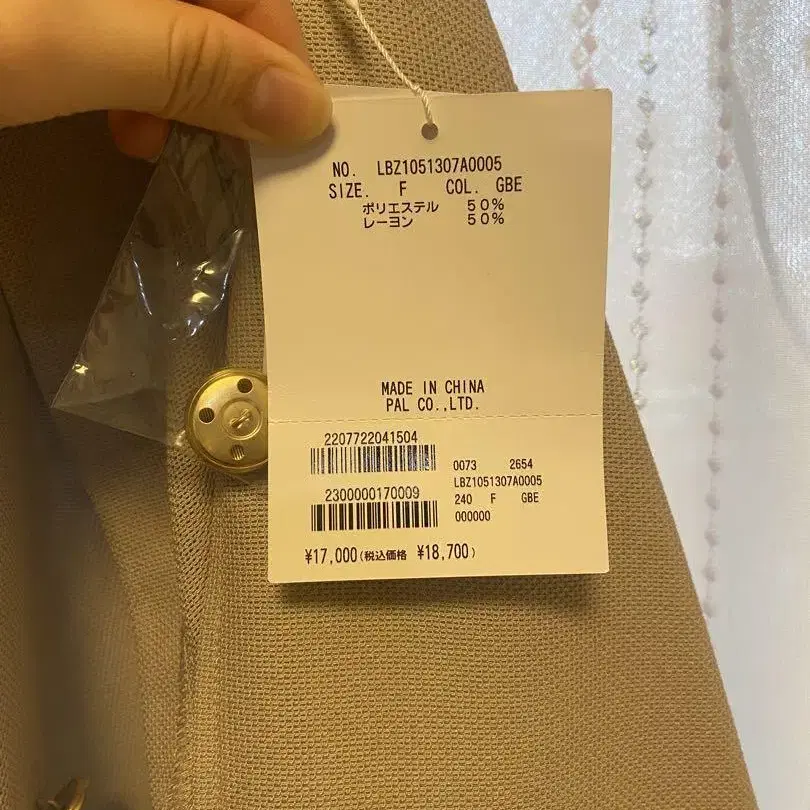 NO. LBZ1051307A0005
SIZE. F COL. GBE
ポリエステル 50%
レーヨン 50%
MADE IN CHINA
PAL CO.,LTD.
2207722041504
0073 2654
LBZ1051307A0005
2300000170009
240 F GBE
000000
¥17,000(税込価格 ¥18,700)